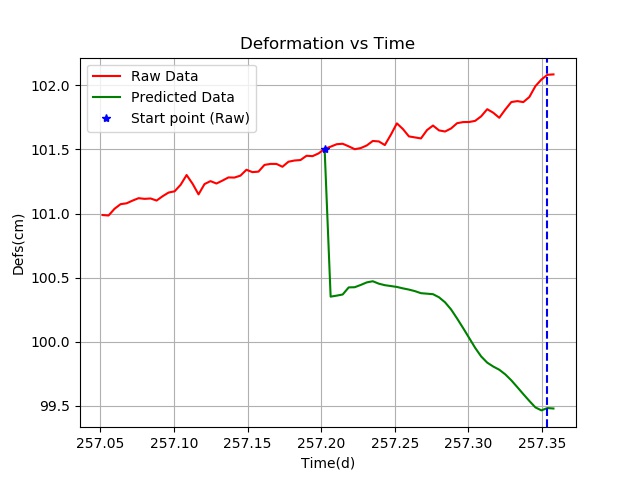 Deformation vs Time
Raw Data
Predicted Data
Start point (Raw)
102.0
101.5
101.0
100.5
100.0
99.5
Defs(cm)
257.05 257.10 257.15 257.20 257.25 257.30 257.35
Time(d)